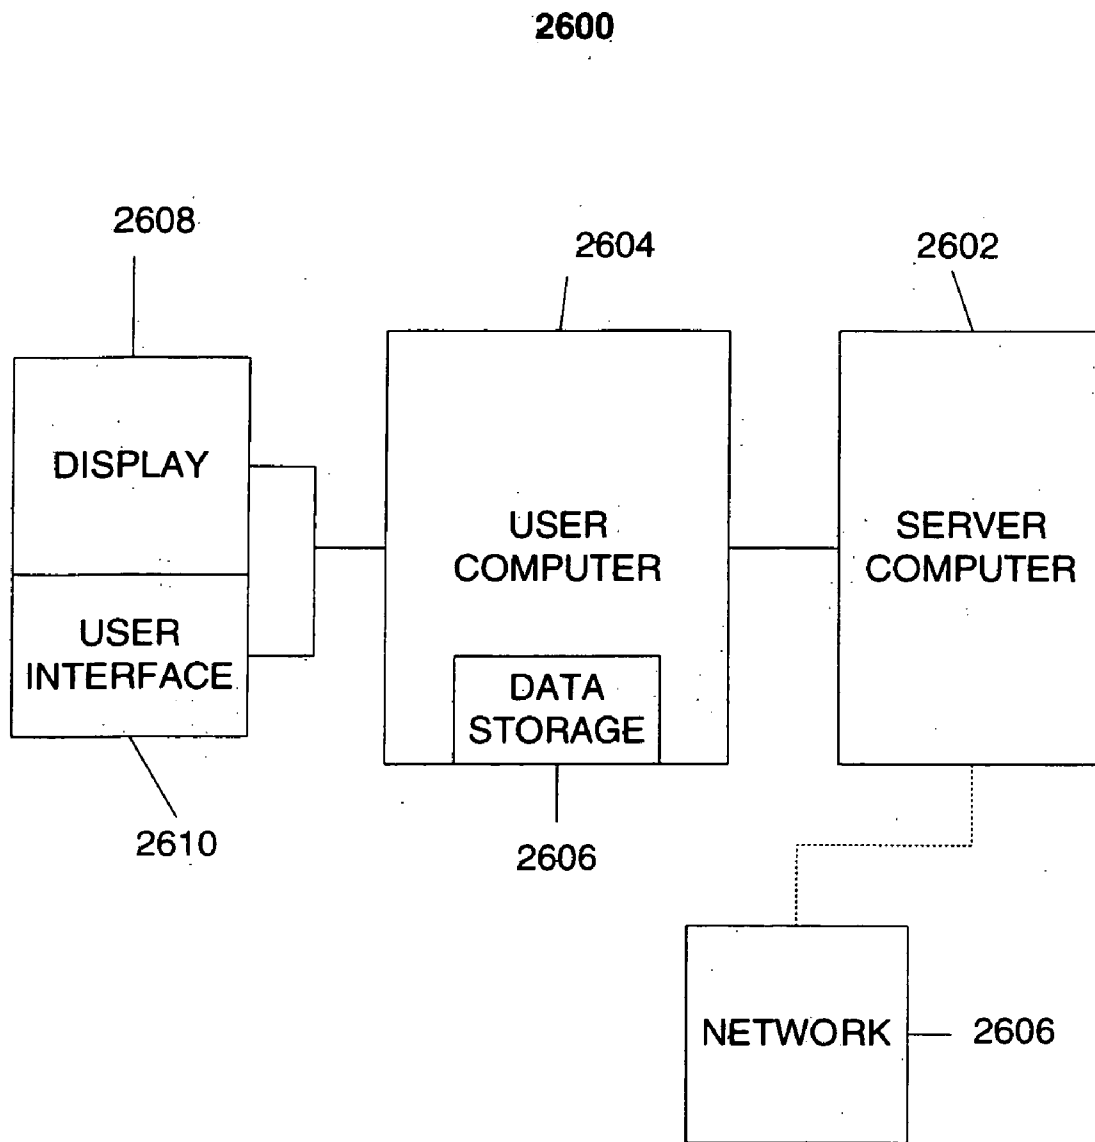 2600
2608
2604
2602
DISPLAY
USER
INTERFACE
USER
COMPUTER
DATA
STORAGE
SERVER
COMPUTER
2610
2606
NETWORK
2606